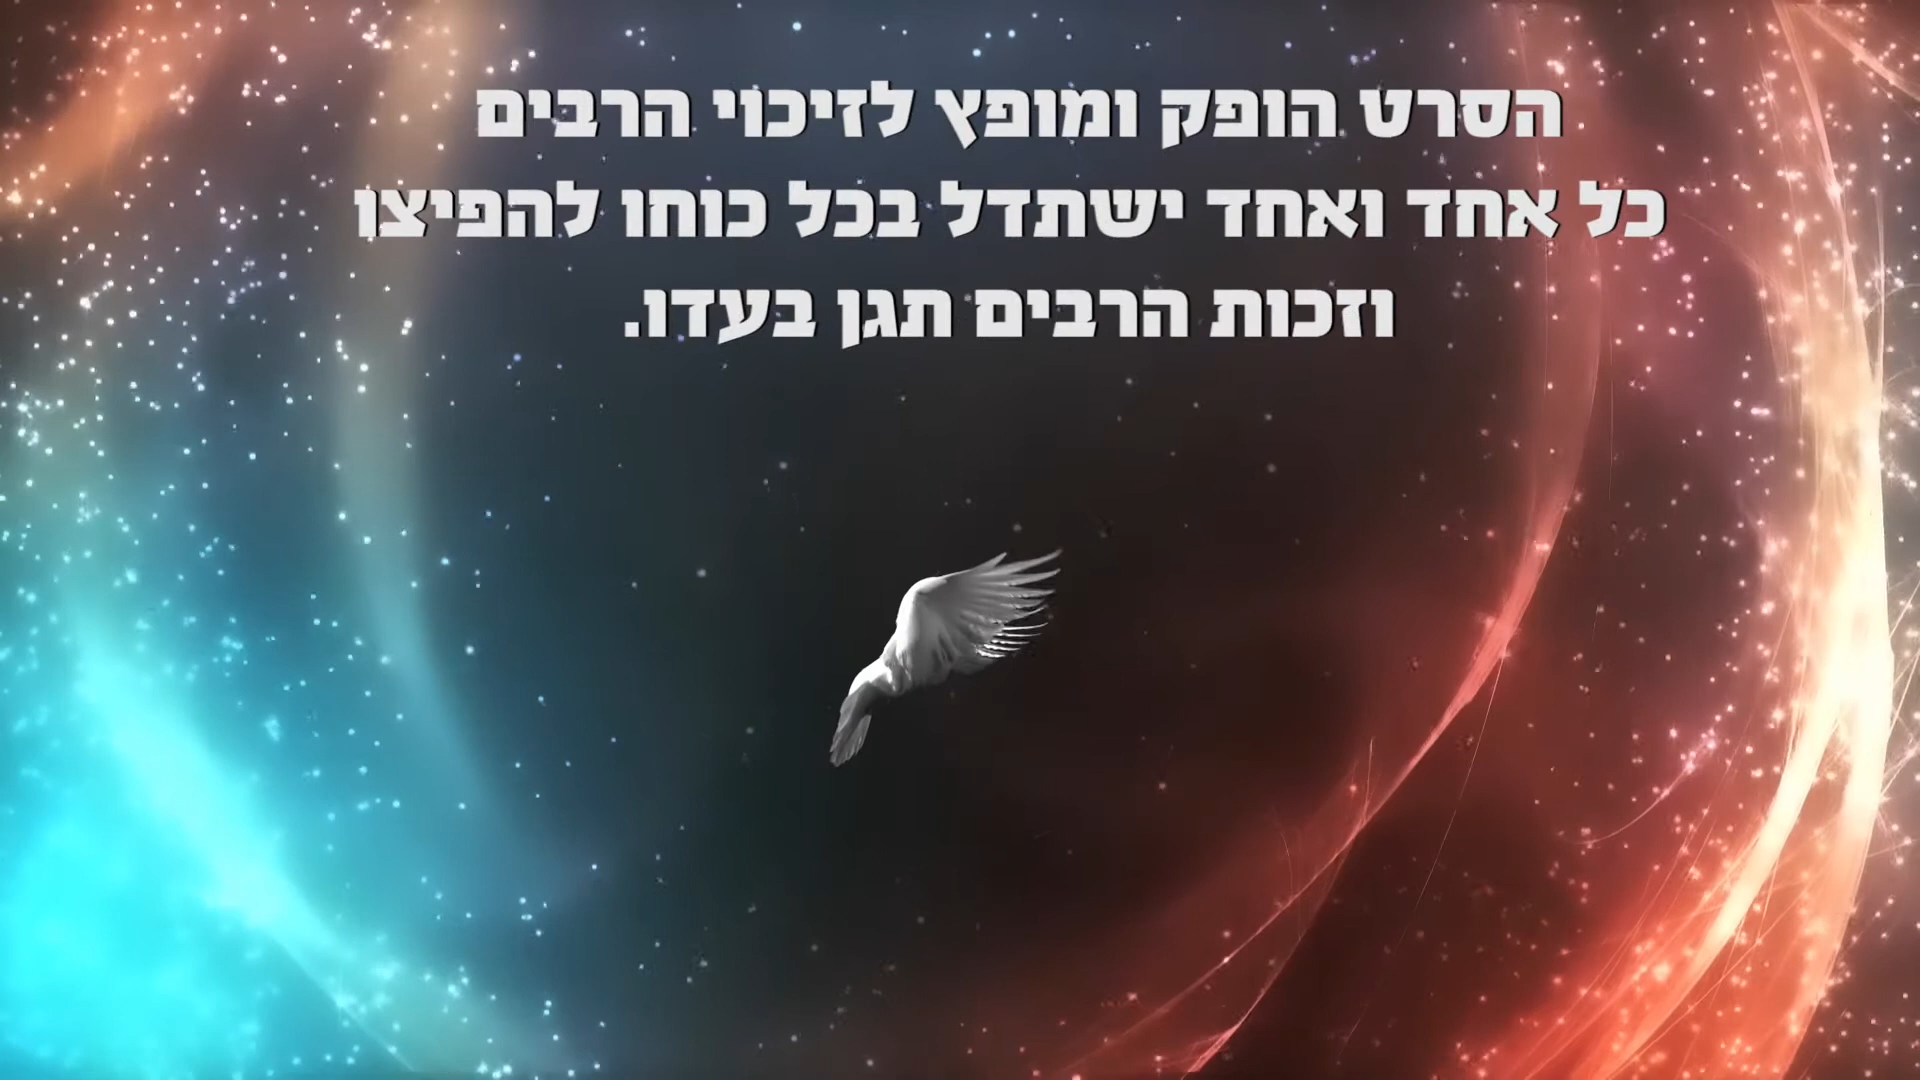 הסרט הופק ומופץ לזיכוי הרבים
כל אחד ואחד ישתדל בכל כוחו להפיצו
וזכות הרבים תגן בעדו.